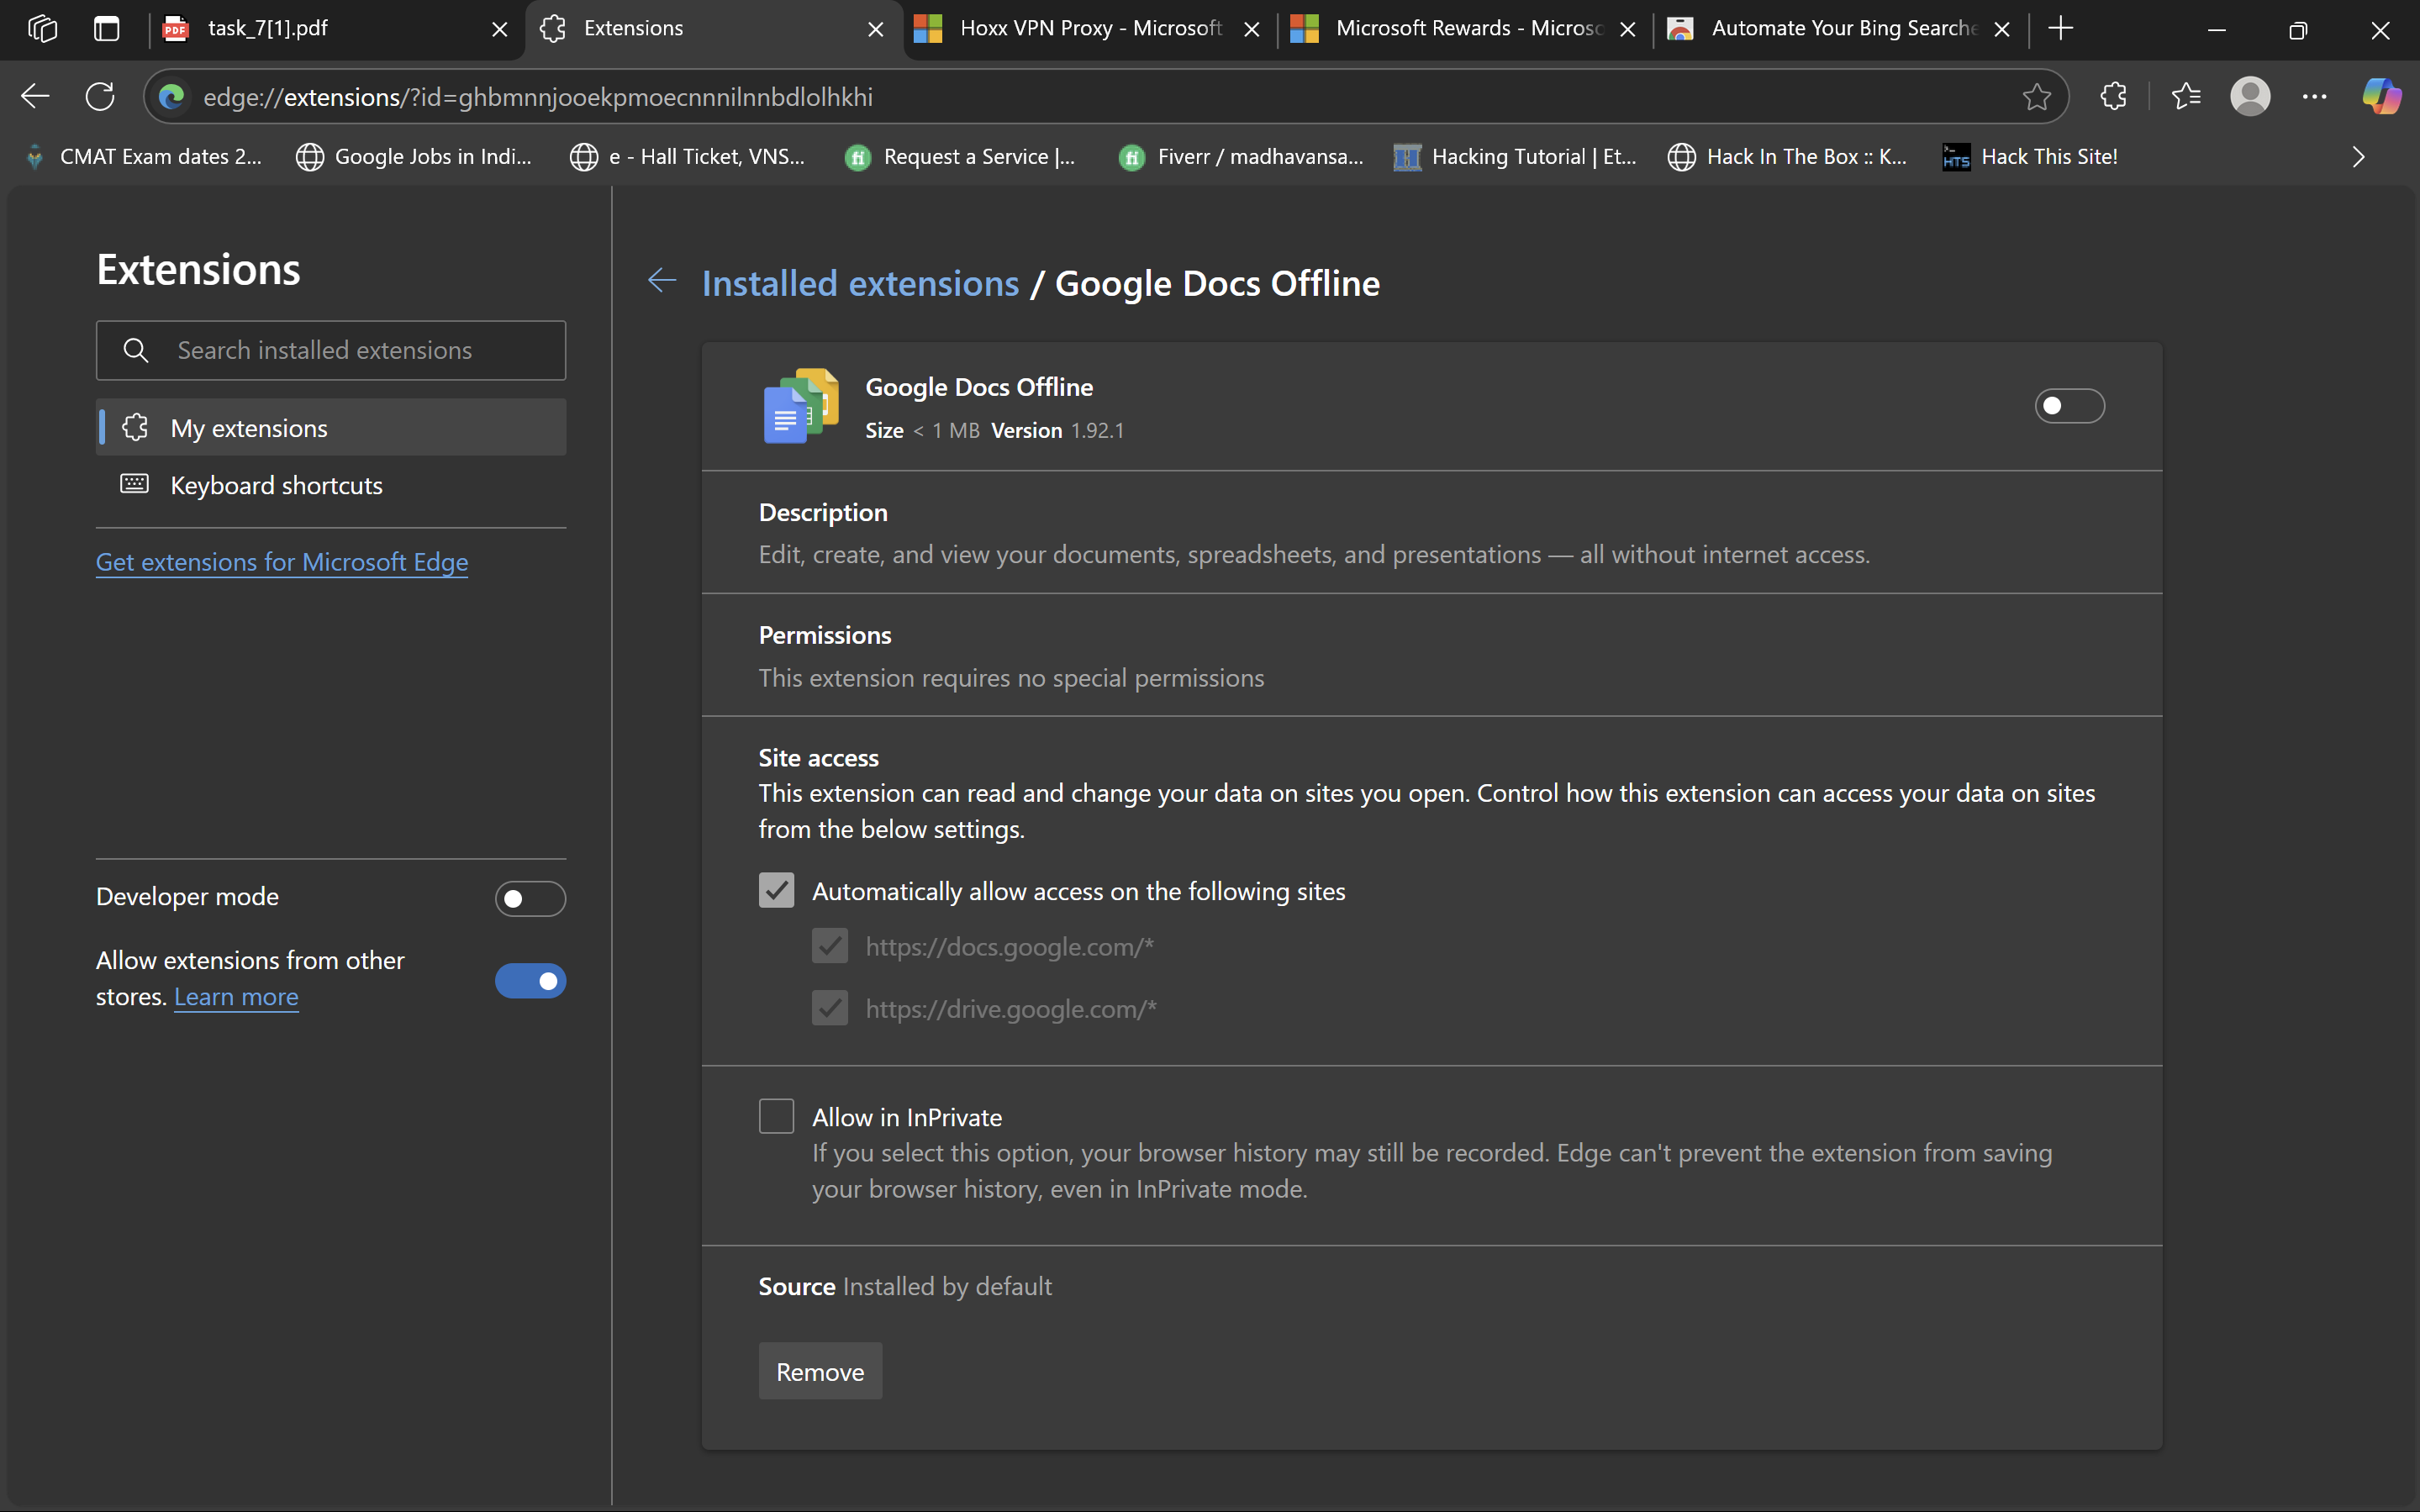 task_7[1].pdf
Extensions
Hoxx VPN Proxy - Microsoft
Microsoft Rewards - Micros
Automate Your Bing Searche
edge://extensions/?id=ghbmnnjooekpmoecnnnilnnbdlolhkhi
CMAT Exam dates 2...
Google Jobs in Indi...
e - Hall Ticket, VNS...
Request a Service |...
Fiverr / madhavansa...
Hacking Tutorial | Et...
Hack In The Box :: K...
Hack This Site!
Extensions
Search installed extensions
My extensions
Keyboard shortcuts
Get extensions for Microsoft Edge
Developer mode
Allow extensions from other
stores. Learn more
Installed extensions / Google Docs Offline
Google Docs Offline
Size < 1 MB Version 1.92.1
Description
Edit, create, and view your documents, spreadsheets, and presentations — all without internet access.
Permissions
This extension requires no special permissions
Site access
This extension can read and change your data on sites you open. Control how this extension can access your data on sites
from the below settings.
Automatically allow access on the following sites
https://docs.google.com/*
https://drive.google.com/*
Allow in InPrivate
If you select this option, your browser history may still be recorded. Edge can't prevent the extension from saving
your browser history, even in InPrivate mode.
Source Installed by default
Remove